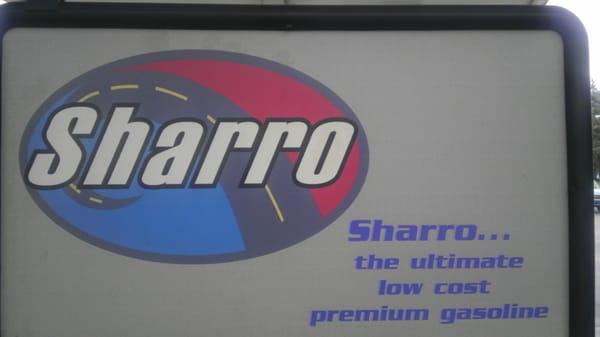 Sharro
Sharro...
the ultimate
low cost
premium gasoline